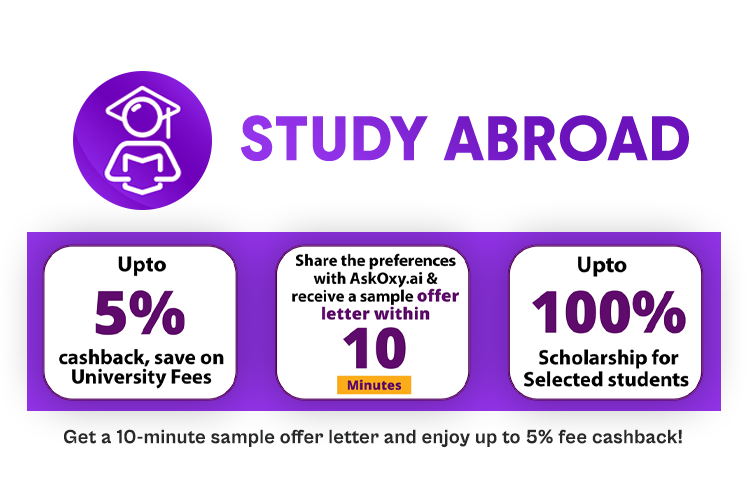 STUDY ABROAD
Upto
5%
cashback, save on
University Fees
Share the preferences
with AskOxy.ai &
receive a sample offer
letter within
10
Minutes
Upto
100%
Scholarship for
Selected students
Get a 10-minute sample offer letter and enjoy up to 5% fee cashback!